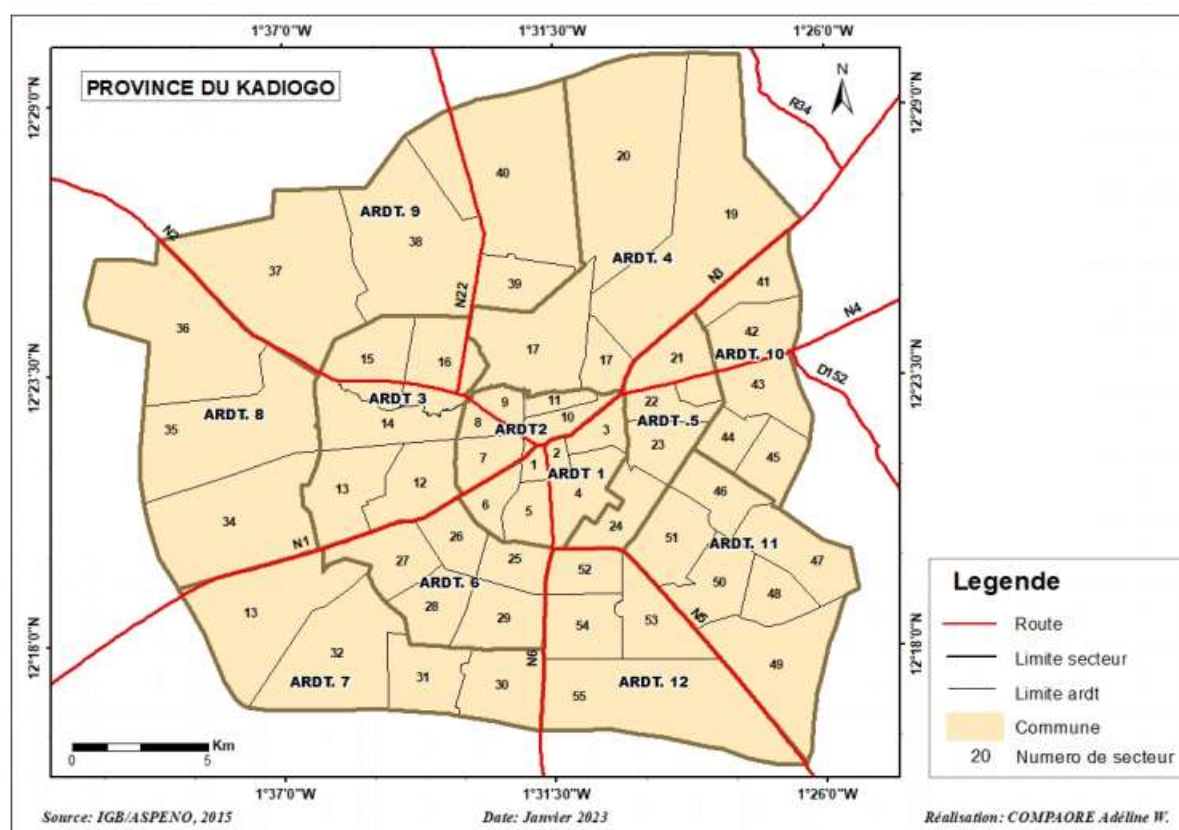 1°37'0"W
1°31'30"W
1°26'0"W
PROVINCE DU KADIOGO
N
12°29'0"N
12°29'0"N
R34
20
40
19
ARDT. 9
38
N2
37
ARDT. 4
N3
41
39
N22
N4
36
42
17
15
16
17
21
ARDT. 10
12°23'30"N
12°23'30"N
D152
43
ARDT 3
9
11
22
ARDT. 8
10
ARDT .5
35
14
8
ARDT2
3
44
23
7
2
45
1
ARDT 1
13
12
4
46
6
5
34
24
N1
26
51
ARDT. 11
27
25
47
52
ARDT. 6
50
48
28
13
29
54
53
N5
12°18'0"N
12°18'0"N
32
N6
49
ARDT. 7
31
30
55
ARDT. 12
Km
0
5
Legende
Route
Limite secteur
Limite ardt
Commune
20
Numero de secteur
1°37'0"W
1°31'30"W
1°26'0"W
Source: IGB/ASPENO, 2015
Date: Janvier 2023
Réalisation: COMPAORE Adéline W.